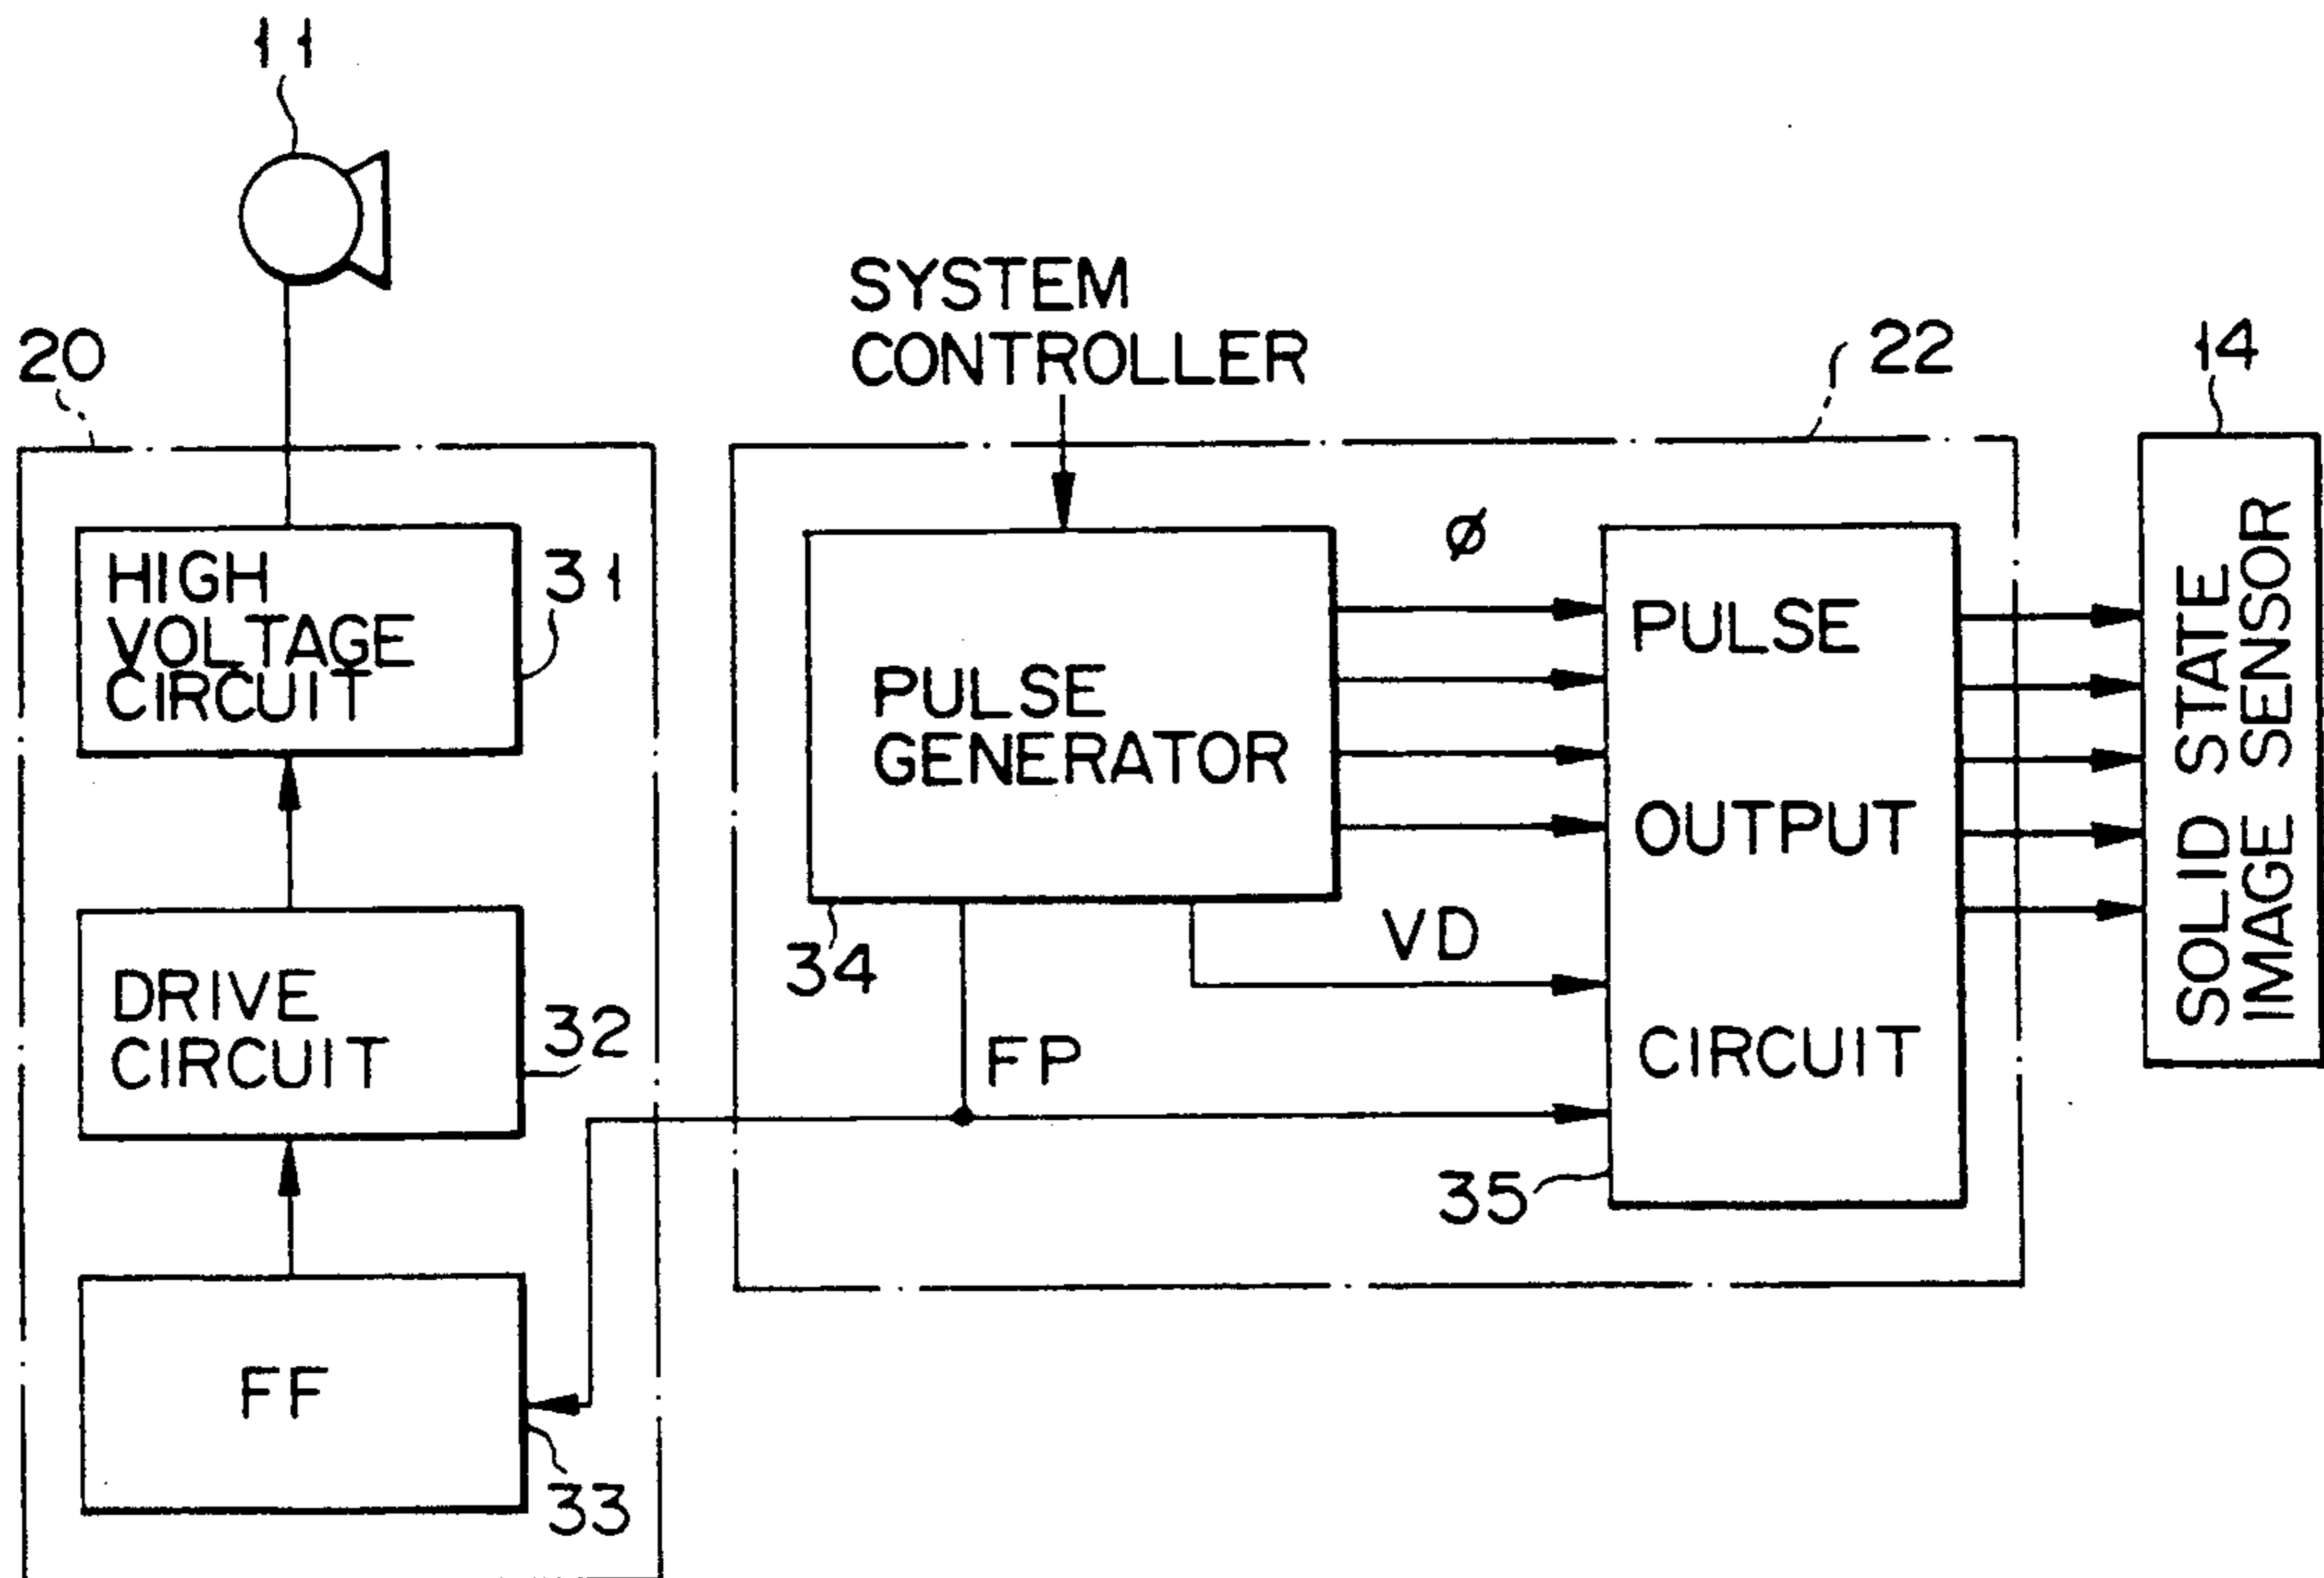 11
20
SYSTEM
CONTROLLER
22
14
HIGH
VOLTAGE
CIRCUIT
31
DRIVE
CIRCUIT
32
FF
33
PULSE
GENERATOR
34
ø
VD
FP
PULSE
OUTPUT
CIRCUIT
35
SOLID STATE
IMAGE SENSOR